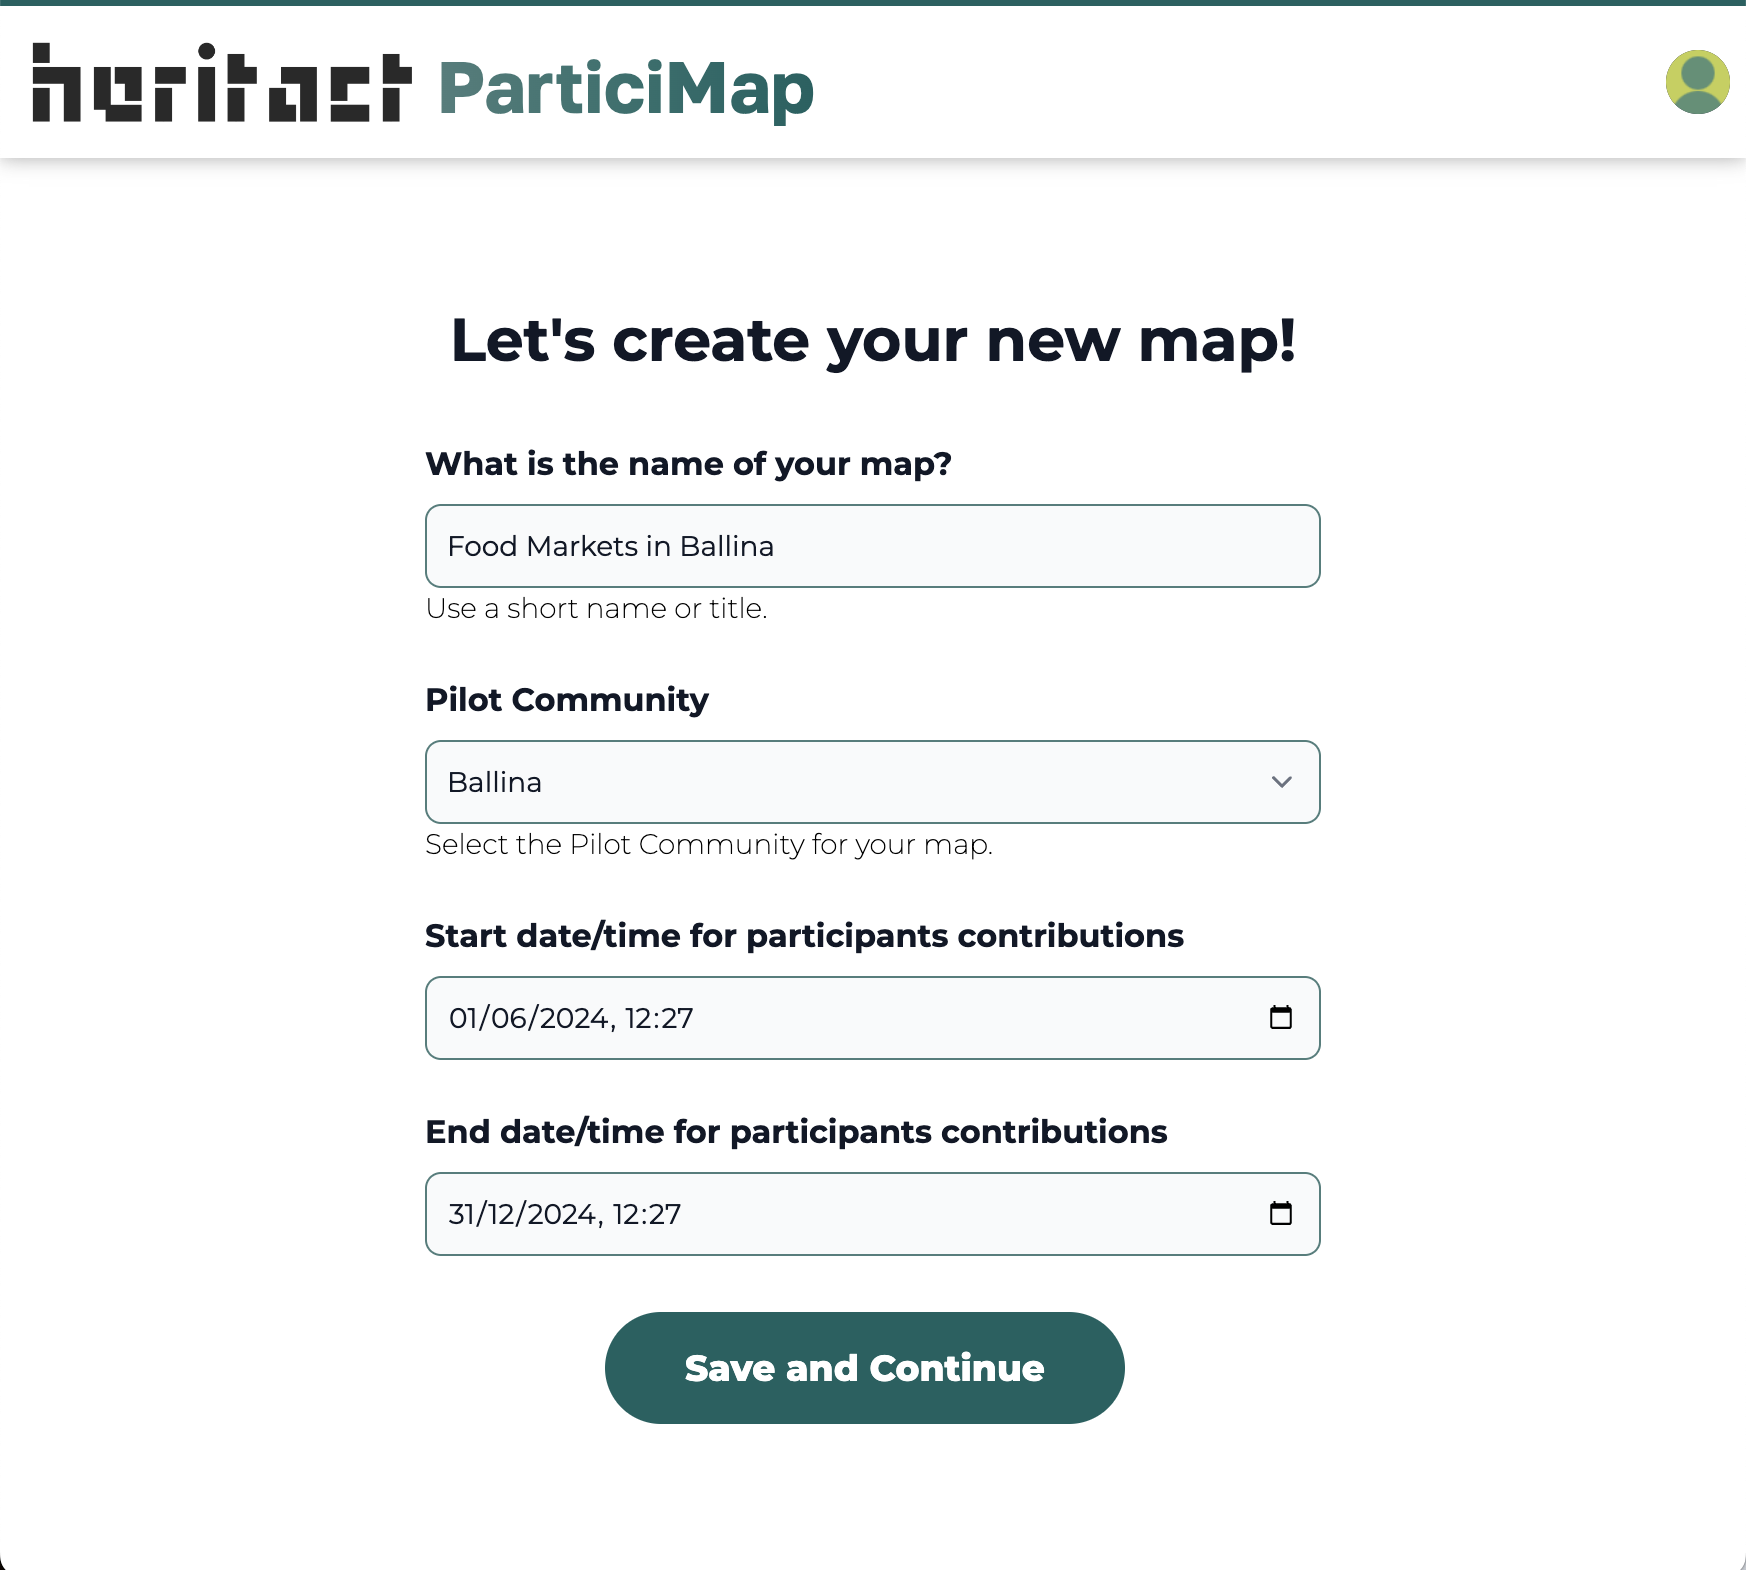 heritact ParticiMap
Let's create your new map!
What is the name of your map?
Food Markets in Ballina
Use a short name or title.
Pilot Community
Ballina
Select the Pilot Community for your map.
Start date/time for participants contributions
01/06/2024, 12:27
End date/time for participants contributions
31/12/2024, 12:27
Save and Continue